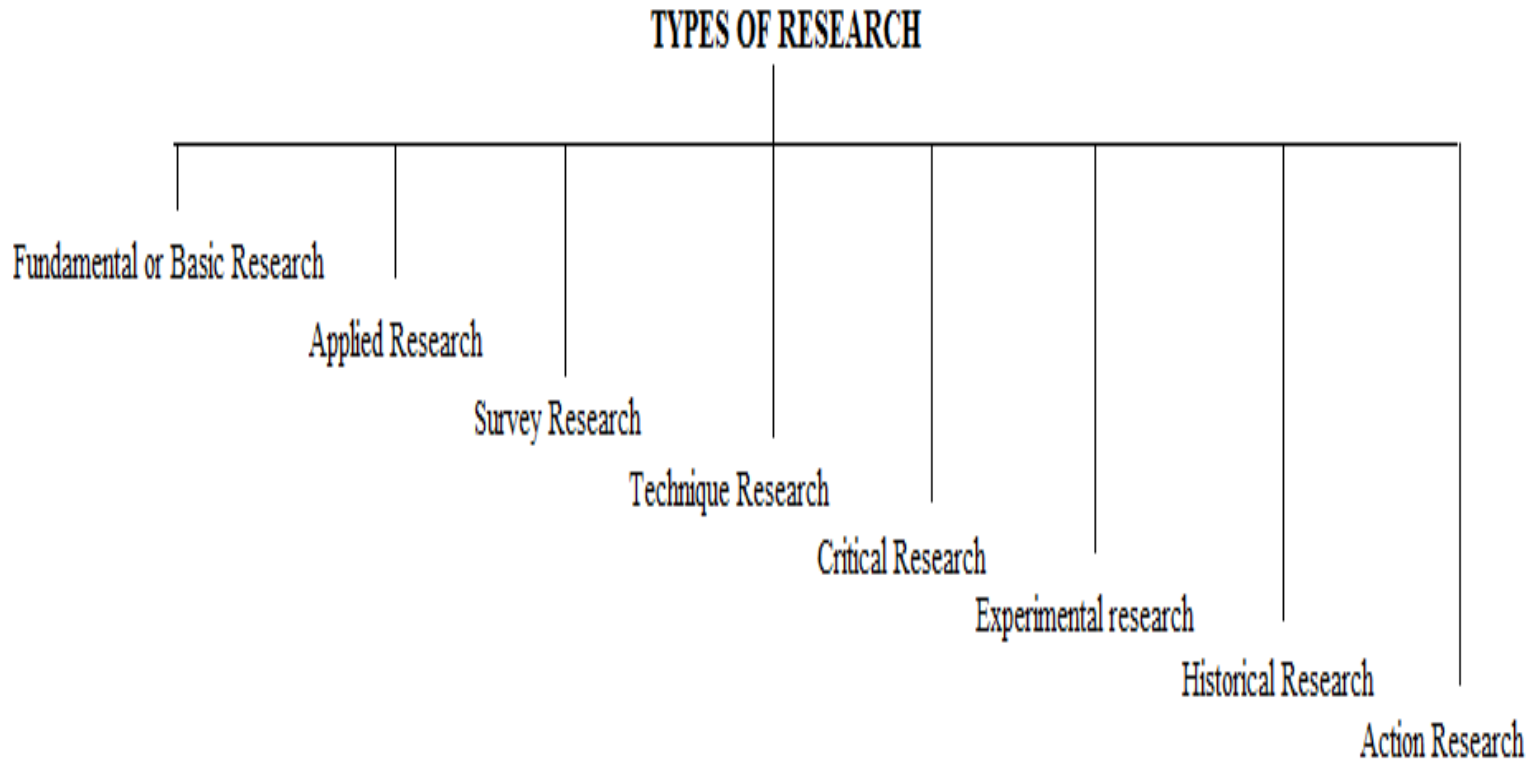 TYPES OF RESEARCH
Fundamental or Basic Research
Applied Research
Survey Research
Technique Research
Critical Research
Experimental research
Historical Research
Action Research